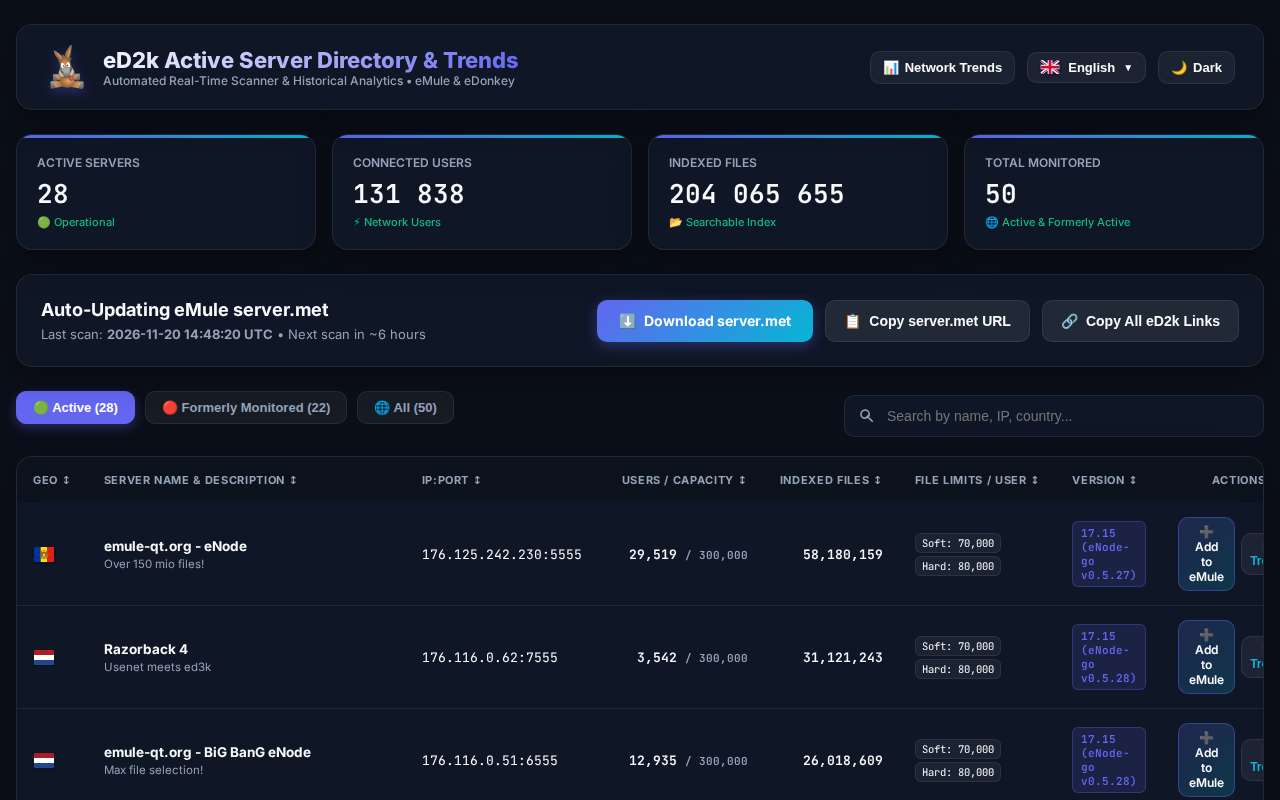 eD2k Active Server Directory & Trends
Automated Real-Time Scanner & Historical Analytics • eMule & eDonkey
📊 Network Trends
English ▼
🌙 Dark
ACTIVE SERVERS
28
🟢 Operational
CONNECTED USERS
131 838
⚡ Network Users
INDEXED FILES
204 065 655
📂 Searchable Index
TOTAL MONITORED
50
🌐 Active & Formerly Active
Auto-Updating eMule server.met
Last scan: 2026-11-20 14:48:20 UTC • Next scan in ~6 hours
⬇️ Download server.met
📋 Copy server.met URL
🔗 Copy All eD2k Links
🟢 Active (28)
🔴 Formerly Monitored (22)
🌐 All (50)
Search by name, IP, country...
GEO ↕ SERVER NAME & DESCRIPTION ↕ IP:PORT ↕ USERS / CAPACITY ↕ INDEXED FILES ↕ FILE LIMITS / USER ↕ VERSION ↕ ACTIONS
emule-qt.org - eNode
Over 150 mio files!
176.125.242.230:5555
29,519 / 300,000
58,180,159
Soft: 70,000
Hard: 80,000
17.15
(eNode-
go
v0.5.27)
➕
Add
to
eMule
Razorback 4
Usenet meets ed3k
176.116.0.62:7555
3,542 / 300,000
31,121,243
Soft: 70,000
Hard: 80,000
17.15
(eNode-
go
v0.5.28)
➕
Add
to
eMule
emule-qt.org - BiG BanG eNode
Max file selection!
176.116.0.51:6555
12,935 / 300,000
26,018,609
Soft: 70,000
Hard: 80,000
17.15
(eNode-
go
v0.5.28)
➕
Add
to
eMule